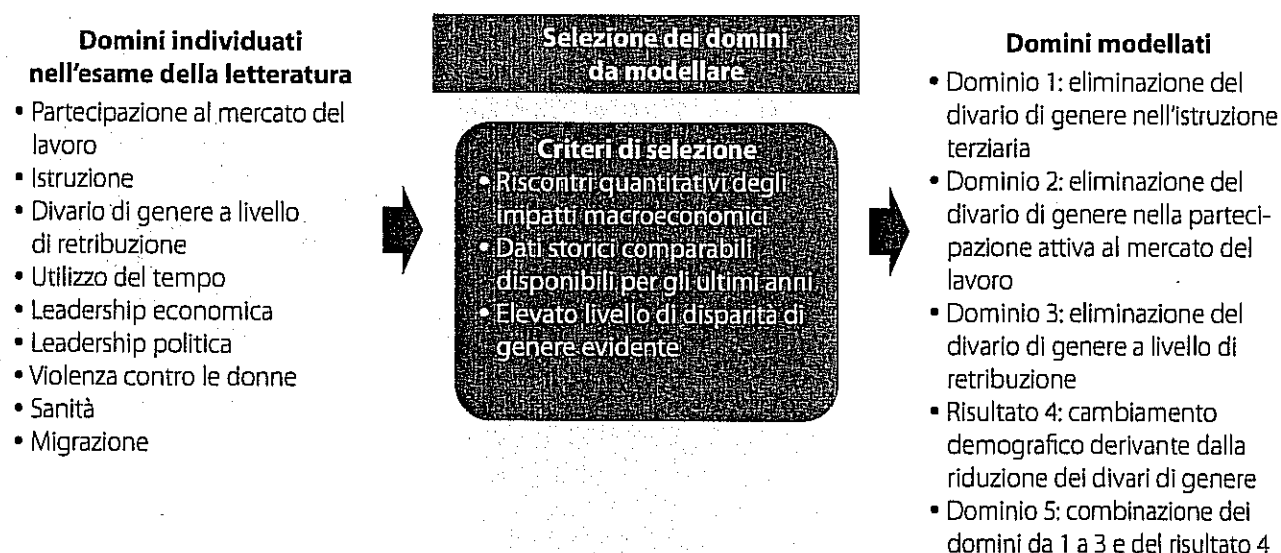 Domini individuati
nell'esame della letteratura
• Partecipazione al mercato del
lavoro
• Istruzione
• Divario di genere a livello
di retribuzione
• Utilizzo del tempo
• Leadership economica
• Leadership politica
• Violenza contro le donne
• Sanità
• Migrazione
Selezione dei domini
da modellare
Criteri di selezione
• Riscontri quantitativi degli
impatti macroeconomici
• Dati storici comparabili
disponibili per gli ultimi anni
• Elevato livello di disparità di
genere evidente
Domini modellati
• Dominio 1: eliminazione del
divario di genere nell'istruzione
terziaria
• Dominio 2: eliminazione del
divario di genere nella parteci-
pazione attiva al mercato del
lavoro
• Dominio 3: eliminazione del
divario di genere a livello di
retribuzione
• Risultato 4: cambiamento
demografico derivante dalla
riduzione dei divari di genere
• Dominio 5: combinazione dei
domini da 1 a 3 e del risultato 4